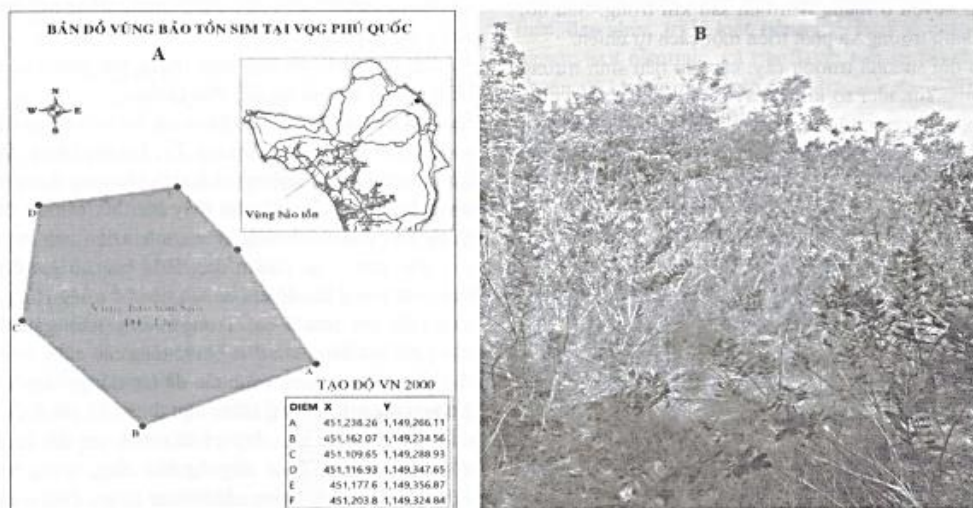 BẢN ĐỒ VÙNG BẢO TỒN SIM TẠI VQG PHÚ QUỐC
A
N
W E
Vùng bảo tồn
D
C
B
A
TẠO ĐỘ VN 2000
DIEM X Y
A 451,238.26 1,149,266.11
B 451,162.07 1,149,234.56
C 451,109.65 1,149,288.93
D 451,116.93 1,149,347.65
E 451,177.6 1,149,356.87
F 451,203.8 1,149,324.84
B